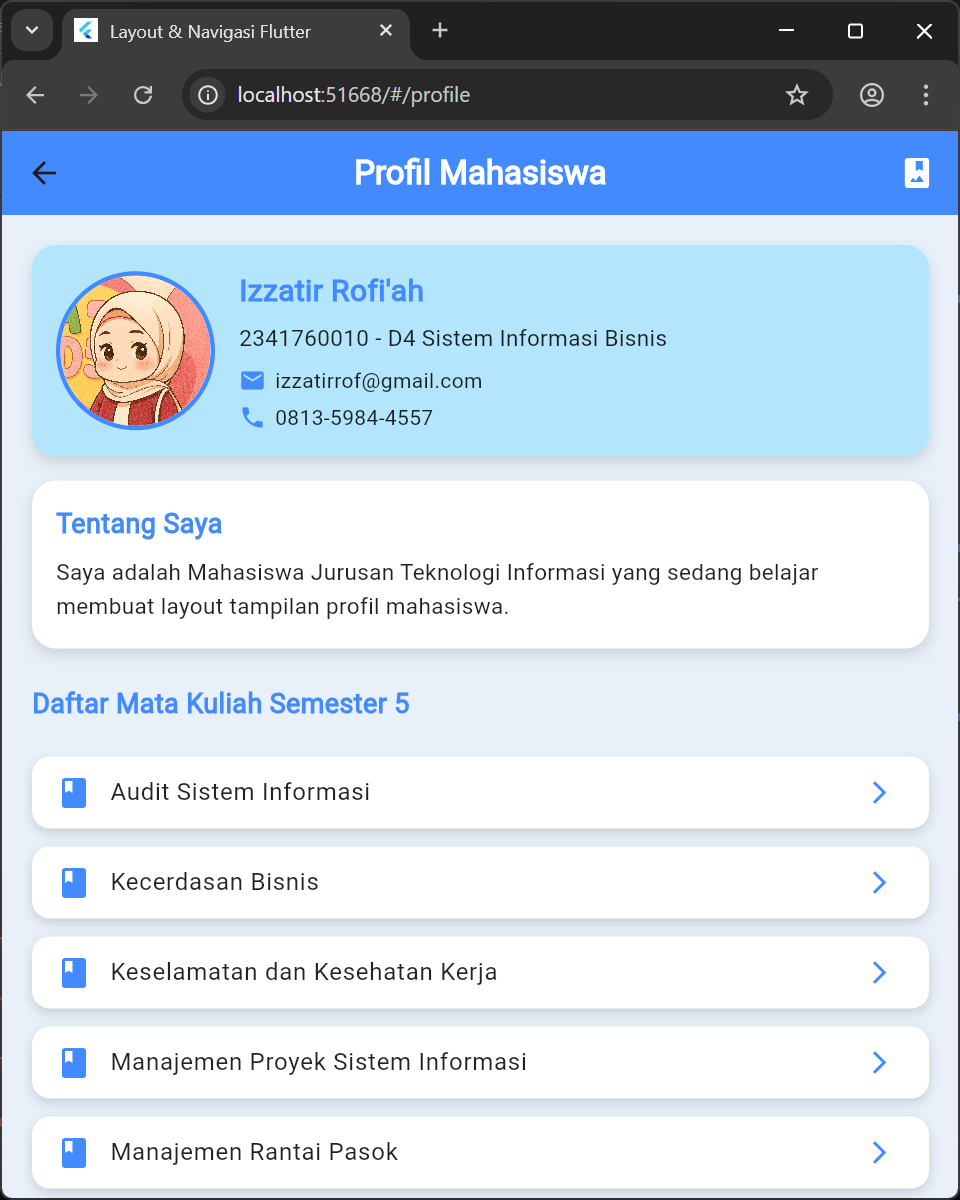 Layout & Navigasi Flutter
localhost:51668/#/profile
Profil Mahasiswa
Izzatir Rofi'ah
2341760010 - D4 Sistem Informasi Bisnis
izzatirrof@gmail.com
0813-5984-4557
Tentang Saya
Saya adalah Mahasiswa Jurusan Teknologi Informasi yang sedang belajar
membuat layout tampilan profil mahasiswa.
Daftar Mata Kuliah Semester 5
Audit Sistem Informasi
Kecerdasan Bisnis
Keselamatan dan Kesehatan Kerja
Manajemen Proyek Sistem Informasi
Manajemen Rantai Pasok